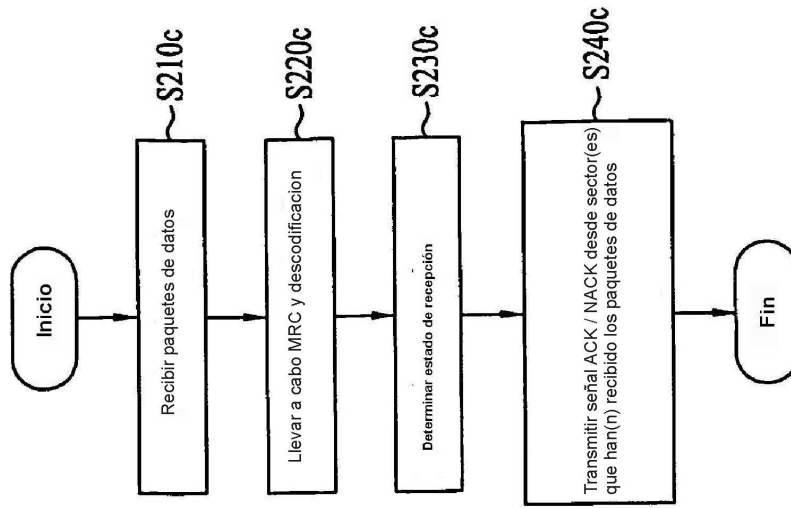 Inicio
Recibir paquetes de datos
S210c
Llevar a cabo MRC y descodificacion
S220c
Determinar estado de recepción
S230c
Transmitir señal ACK / NACK desde sector(es)
que han(n) recibido los paquetes de datos
S240c
Fin